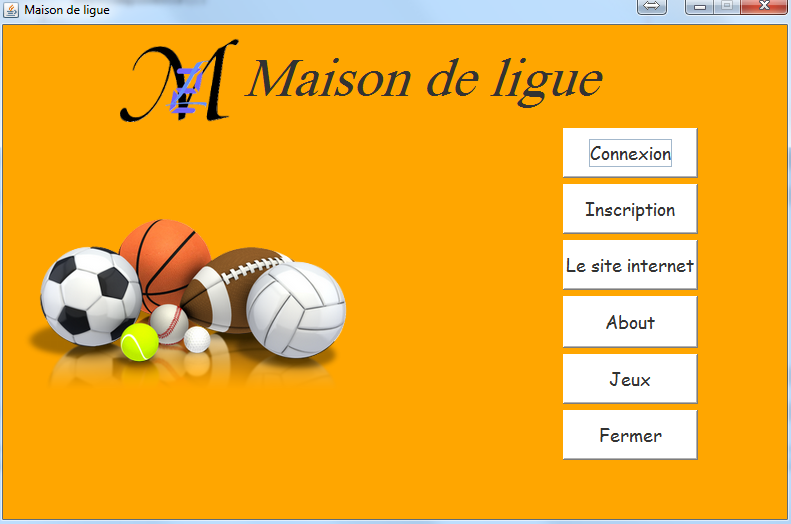 Maison de ligue
M Maison de ligue
Connexion
Inscription
Le site internet
About
Jeux
Fermer